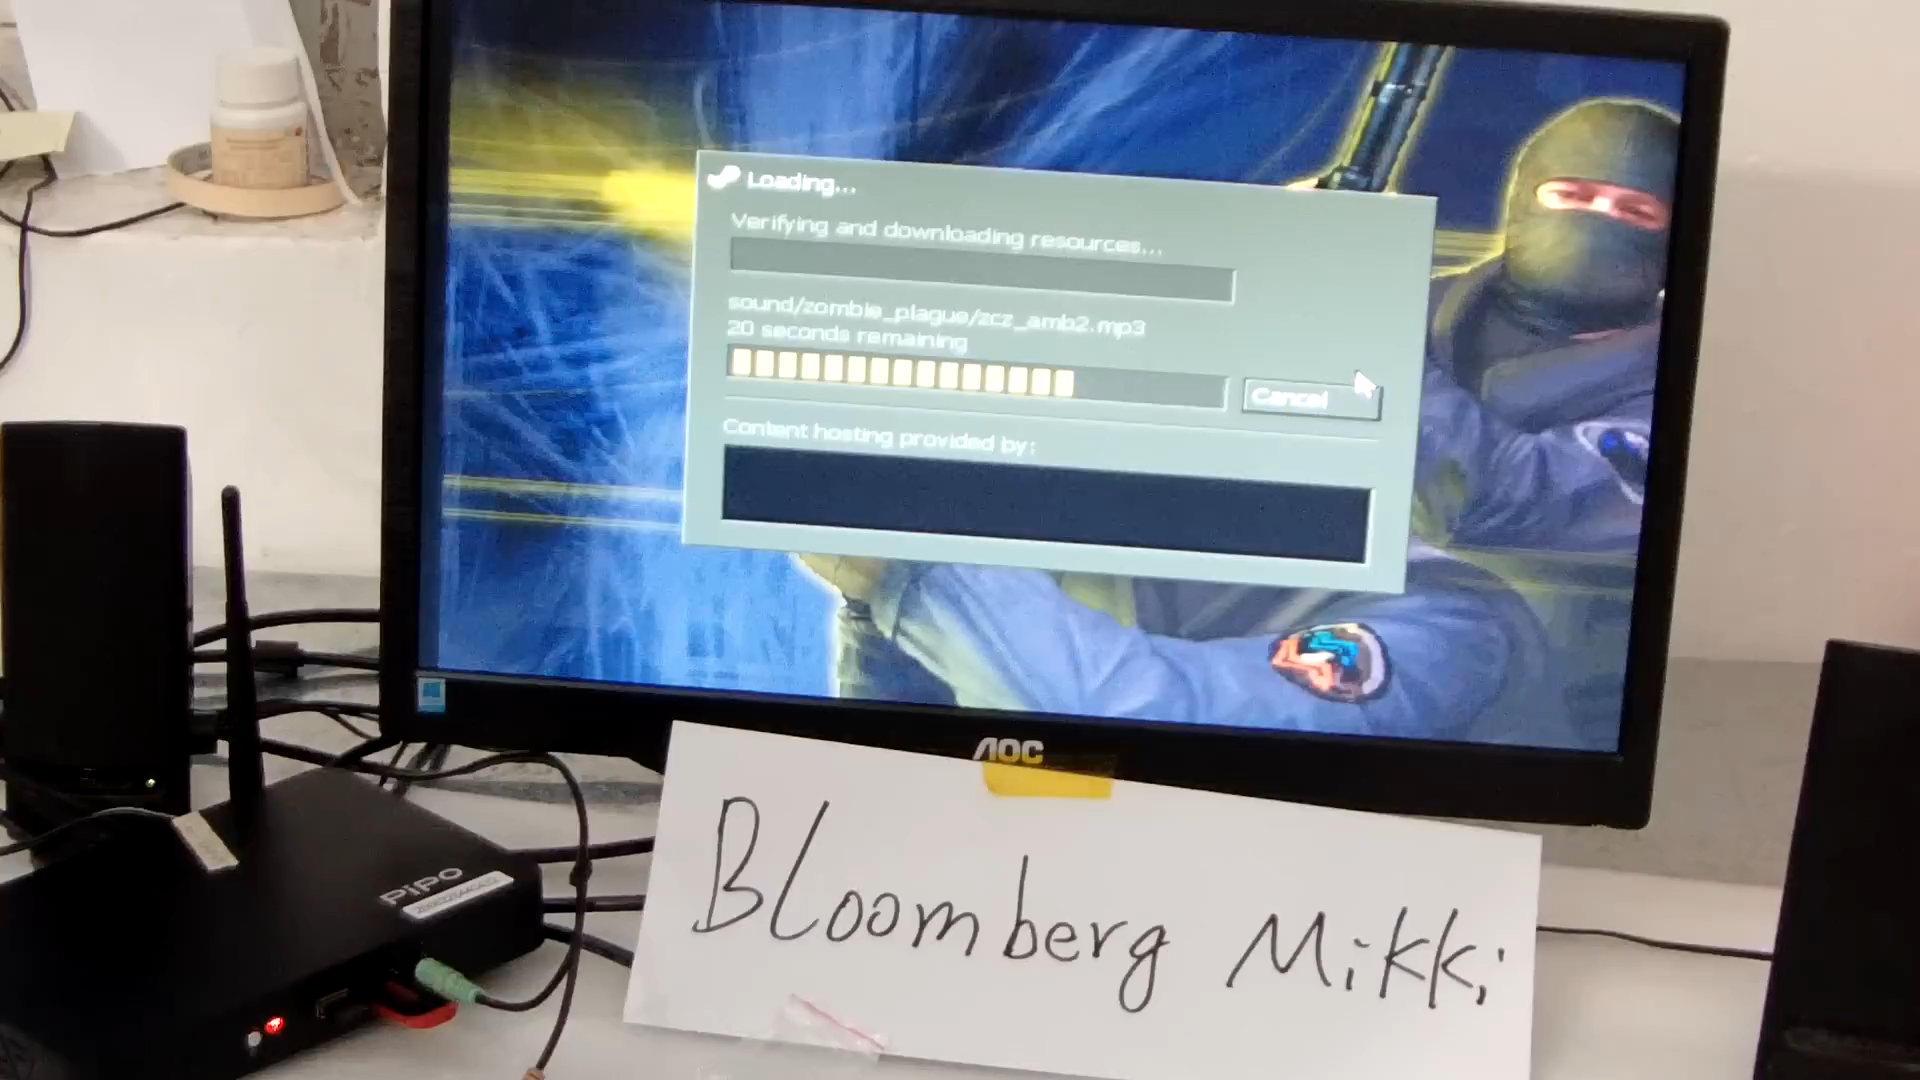 Loading...
Verifying and downloading resources...
sound/zombie_plague/zcz_amb2.mp3
20 seconds remaining
Cancel
Content hosting provided by:
AOC
PiPO
BLoomberg Mikki